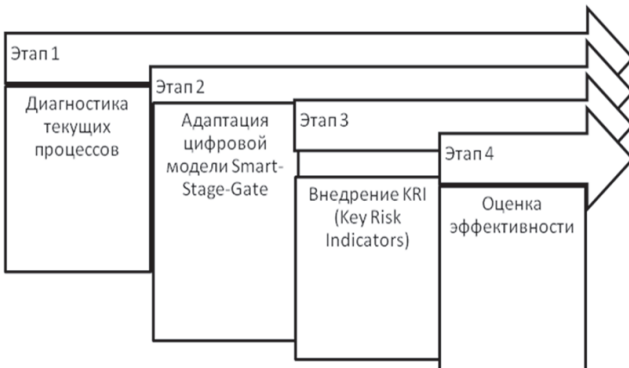 Этап 1
Диагностика
текущих
процессов
Этап 2
Адаптация
цифровой
модели Smart-
Stage-Gate
Этап 3
Внедрение KRI
(Key Risk
Indicators)
Этап 4
Оценка
эффективности